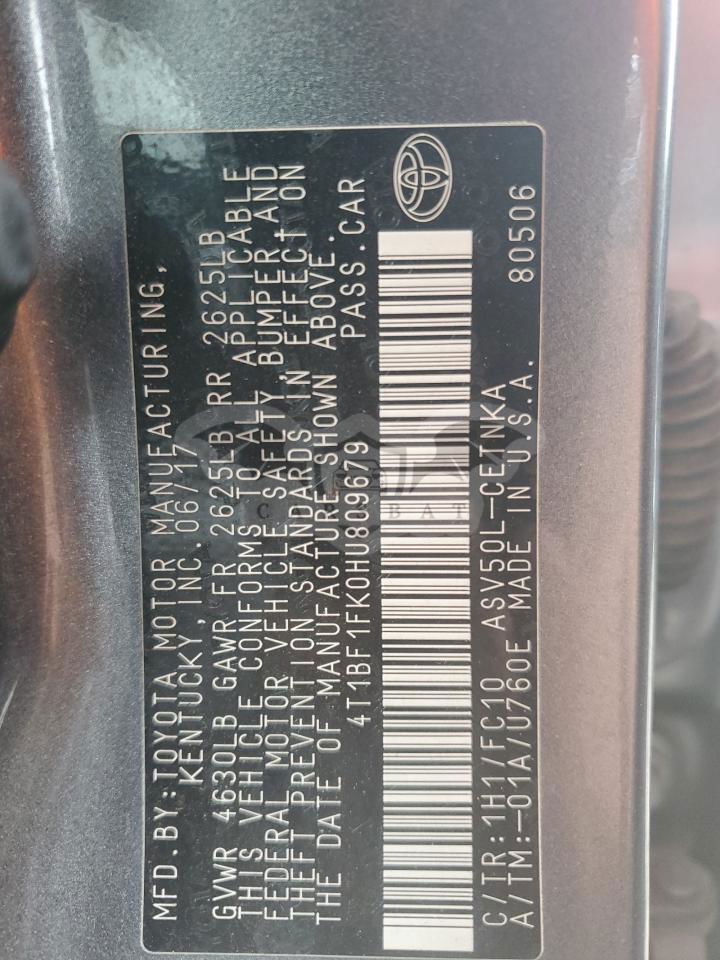 MFD.BY:TOYOTA MOTOR MANUFACTURING,
KENTUCKY,INC.06/17
GVWR 4630LB GAWR FR 2625LB RR 2625LB
THIS VEHICLE CONFORMS TO ALL APPLICABLE
FEDERAL MOTOR VEHICLE SAFETY BUMPER,AND
THEFT PREVENTION STANDARDS IN EFFECT ON
THE DATE OF MANUFACTURE SHOWN ABOVE.
4T1BF1FK0HU809679 PASS.CAR
C/TR:1H1/FC10 ASV50L-CETNKA
A/TM:-01A/U760E MADE IN U.S.A. 80506